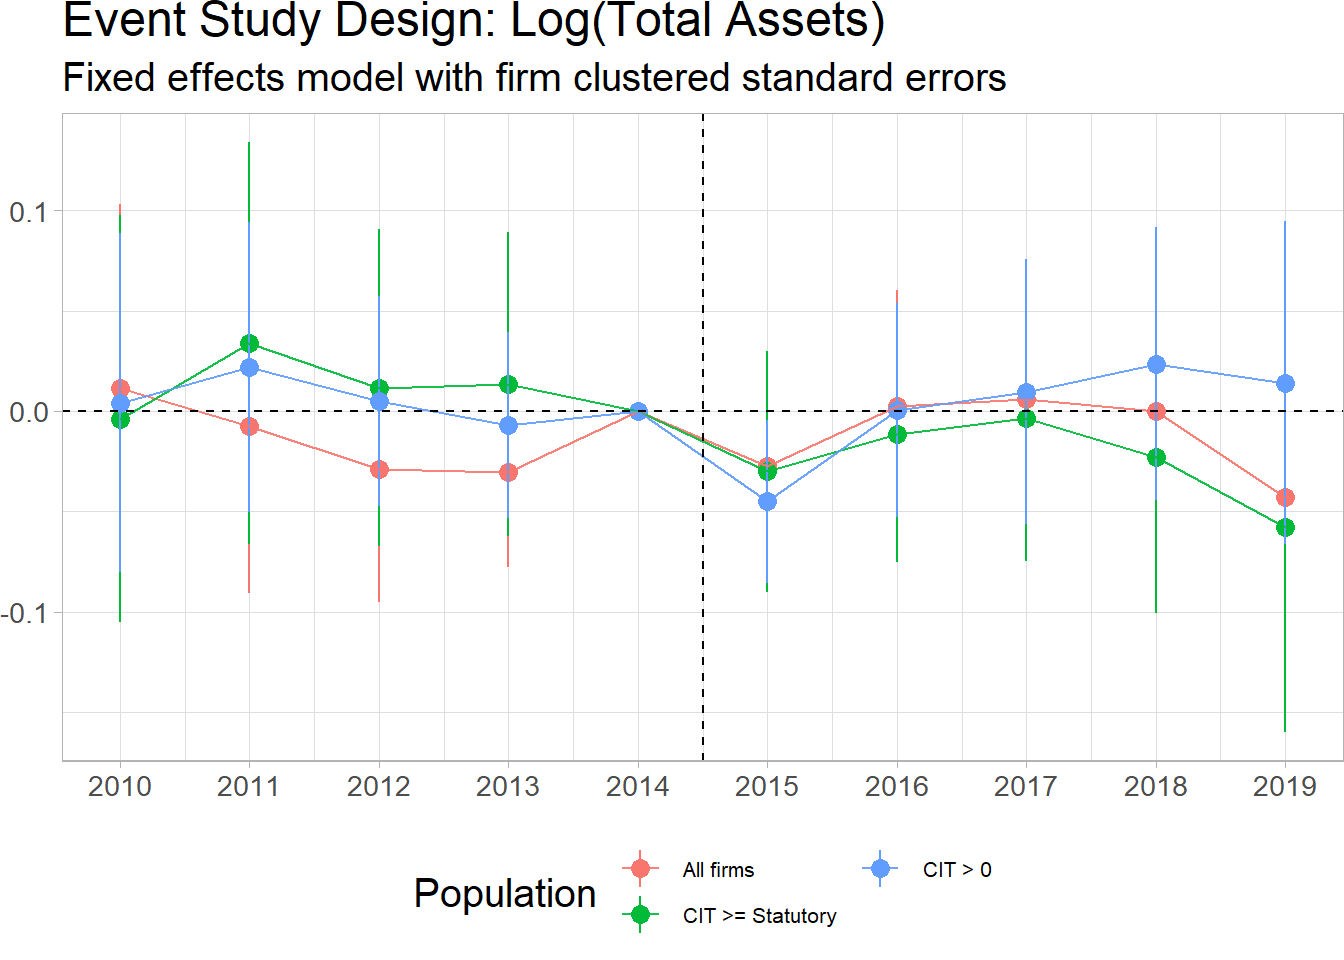 Event Study Design: Log(Total Assets)
Fixed effects model with firm clustered standard errors
0.1
0.0
-0.1
2010 2011 2012 2013 2014 2015 2016 2017 2018 2019
Population
All firms
CIT > 0
CIT >= Statutory